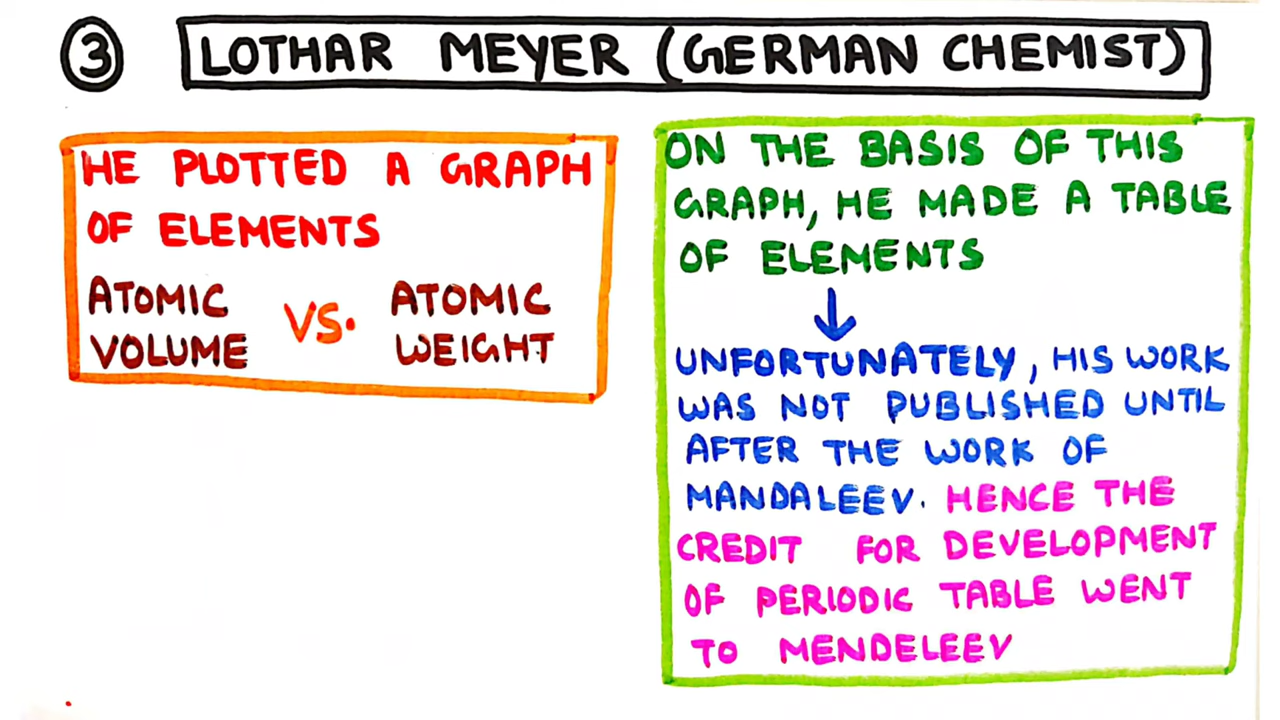 3 LOTHAR MEYER (GERMAN CHEMIST)
HE PLOTTED A GRAPH
OF ELEMENTS
ATOMIC VOLUME VS. ATOMIC WEIGHT
ON THE BASIS OF THIS
GRAPH, HE MADE A TABLE
OF ELEMENTS
UNFORTUNATELY, HIS WORK
WAS NOT PUBLISHED UNTIL
AFTER THE WORK OF
MANDALEEV. HENCE THE
CREDIT FOR DEVELOPMENT
OF PERIODIC TABLE WENT
TO MENDELEEV